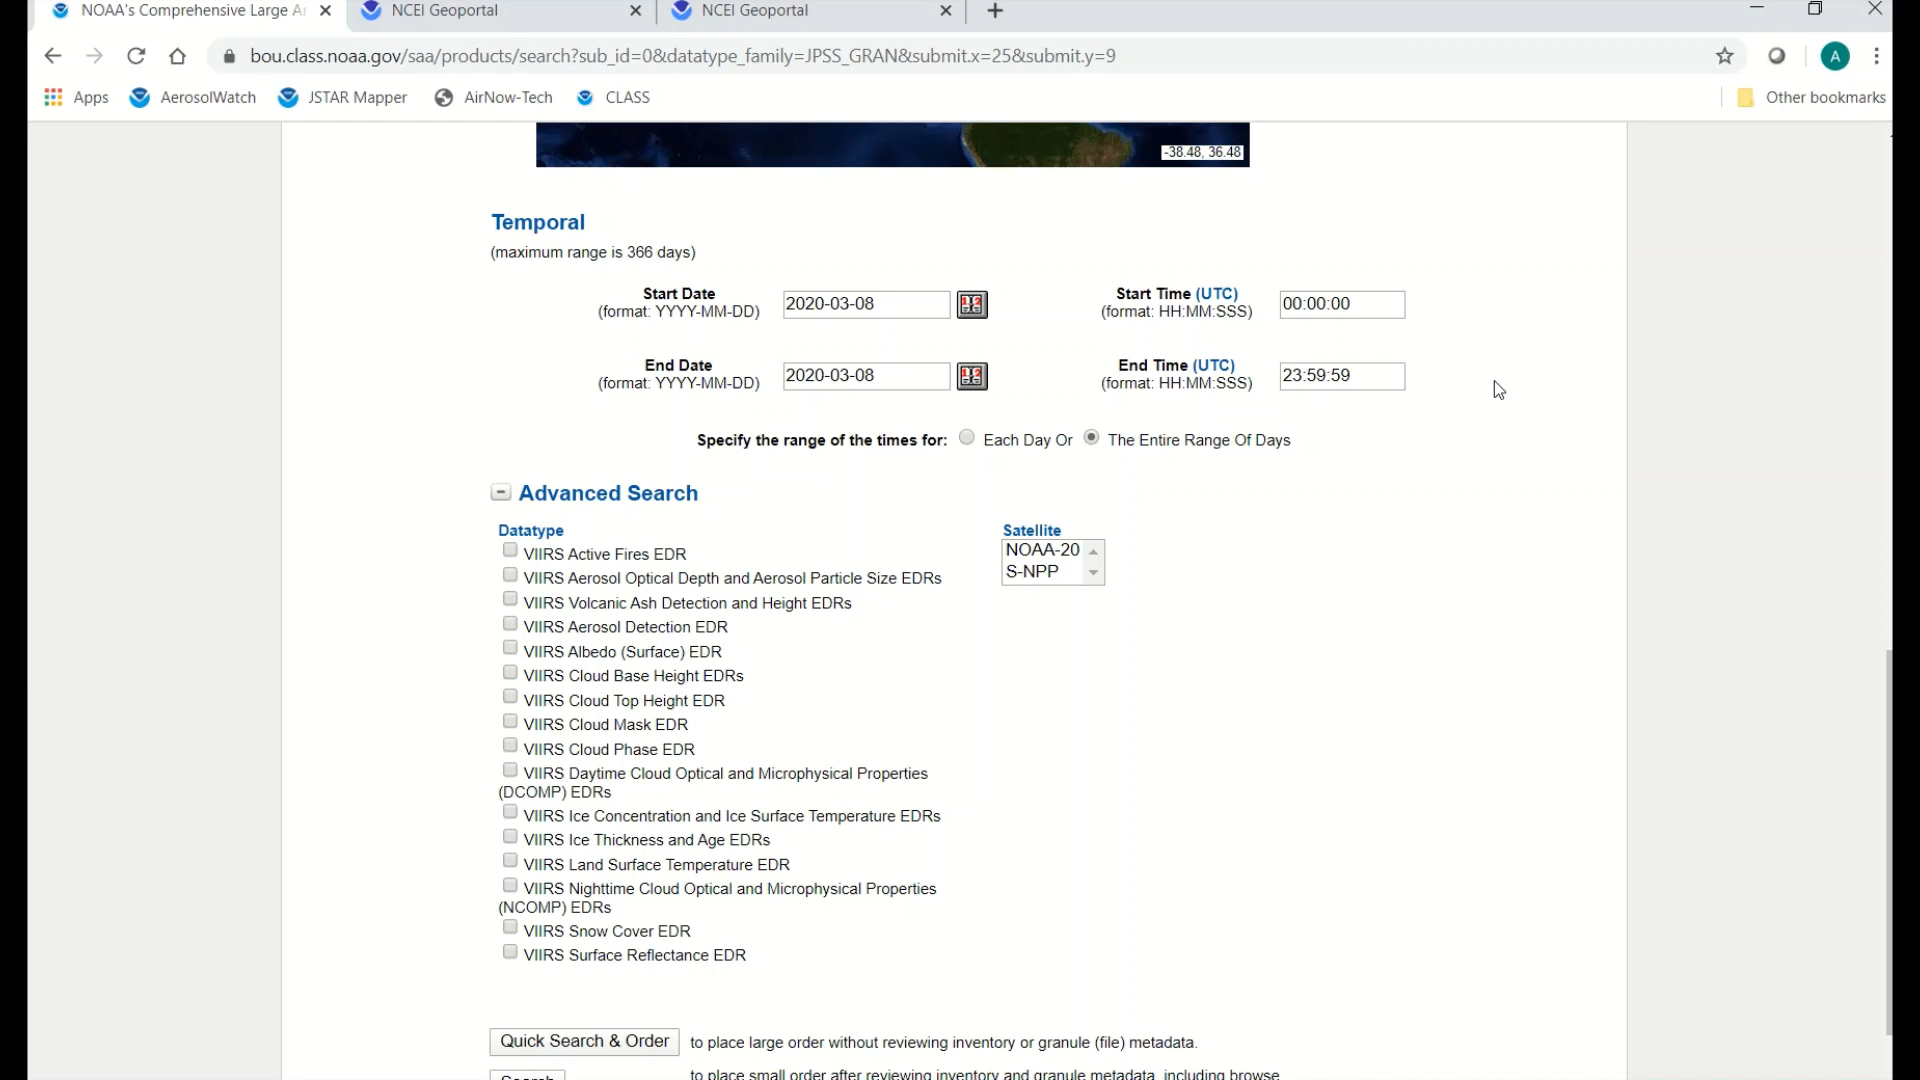 NOAA's Comprehensive Large Ar
NCEI Geoportal
NCEI Geoportal
bou.class.noaa.gov/saa/products/search?sub_id=0&datatype_family=JPSS_GRAN&submit.x=25&submit.y=9
A
Apps AerosolWatch JSTAR Mapper AirNow-Tech CLASS Other bookmarks
-38.48, 36.48
Temporal
(maximum range is 366 days)
Start Date
(format: YYYY-MM-DD)
2020-03-08
Start Time (UTC)
(format: HH:MM:SSS)
00:00:00
End Date
(format: YYYY-MM-DD)
2020-03-08
End Time (UTC)
(format: HH:MM:SSS)
23:59:59
Specify the range of the times for: Each Day Or The Entire Range Of Days
Advanced Search
Datatype
VIIRS Active Fires EDR
VIIRS Aerosol Optical Depth and Aerosol Particle Size EDRs
VIIRS Volcanic Ash Detection and Height EDRs
VIIRS Aerosol Detection EDR
VIIRS Albedo (Surface) EDR
VIIRS Cloud Base Height EDRs
VIIRS Cloud Top Height EDR
VIIRS Cloud Mask EDR
VIIRS Cloud Phase EDR
VIIRS Daytime Cloud Optical and Microphysical Properties
(DCOMP) EDRs
VIIRS Ice Concentration and Ice Surface Temperature EDRs
VIIRS Ice Thickness and Age EDRs
VIIRS Land Surface Temperature EDR
VIIRS Nighttime Cloud Optical and Microphysical Properties
(NCOMP) EDRs
VIIRS Snow Cover EDR
VIIRS Surface Reflectance EDR
Satellite
NOAA-20
S-NPP
Quick Search & Order to place large order without reviewing inventory or granule (file) metadata.
Search to place small order after reviewing inventory and granule metadata, including browse